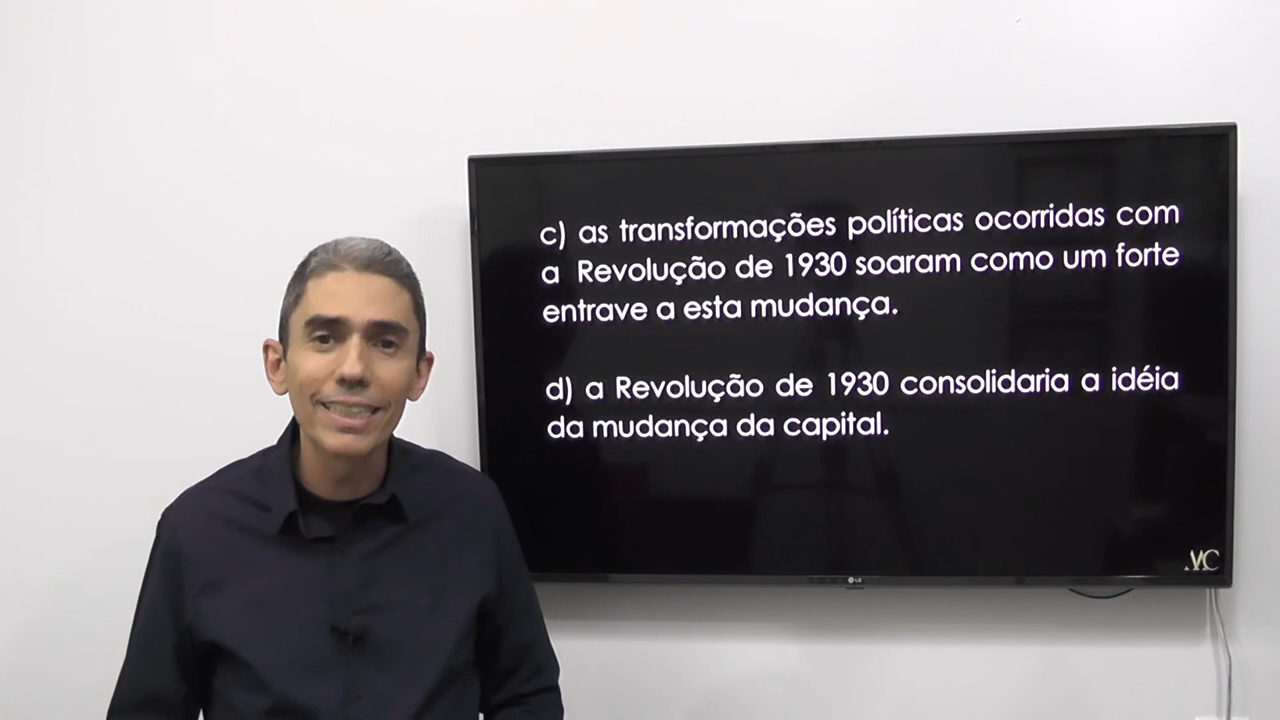 c) as transformações políticas ocorridas com
a Revolução de 1930 soaram como um forte
entrave a esta mudança.
d) a Revolução de 1930 consolidaria a idéia
da mudança da capital.
MC
LG